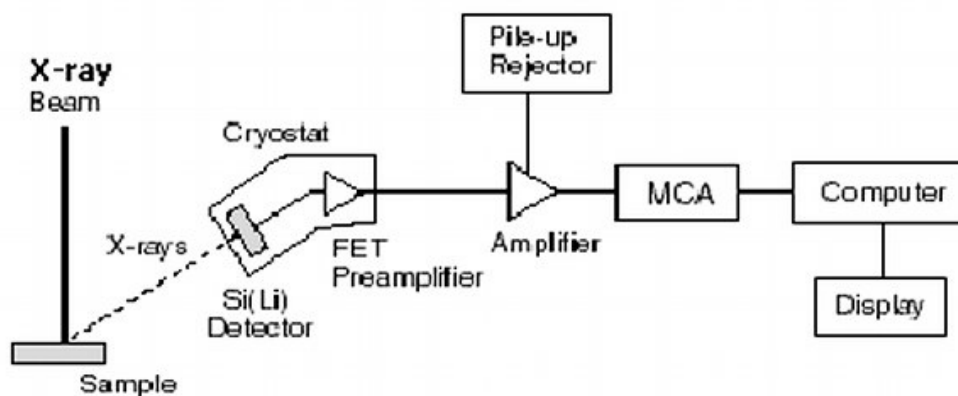 X-ray
Beam
Pile-up
Rejector
Cryostat
X-rays
Si(Li)
Detector
FET
Preamplifier
Amplifier
MCA
Computer
Display
Sample